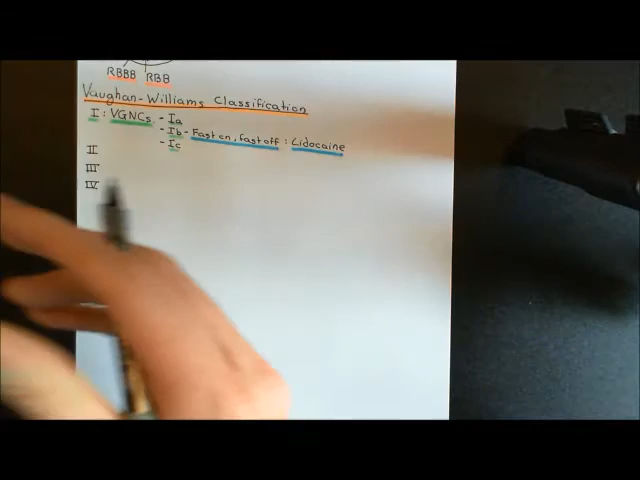 RBBB RBB
Vaughan-Williams Classification
I : VGNCs - Ia
- Ib - Fast on, fast off : Lidocaine
- Ic
II
III
IV